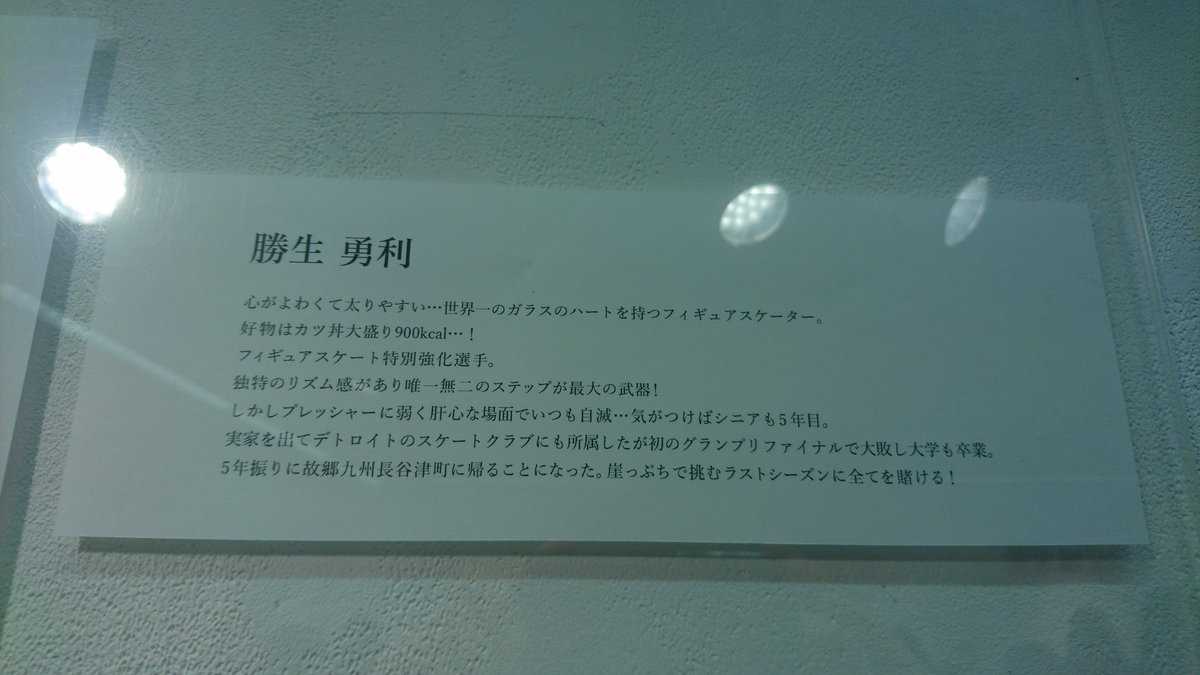 勝生 勇利
心がよわくて太りやすい…世界一のガラスのハートを持つフィギュアスケーター。
好物はカツ丼大盛り900kcal…！
フィギュアスケート特別強化選手。
独特のリズム感があり唯一無二のステップが最大の武器！
しかしプレッシャーに弱く肝心な場面でいつも自滅…気がつけばシニアも5年目。
実家を出てデトロイトのスケートクラブにも所属したが初のグランプリファイナルで大敗し大学も卒業。
5年振りに故郷九州長谷津町に帰ることになった。崖っぷちで挑むラストシーズンに全てを賭ける！